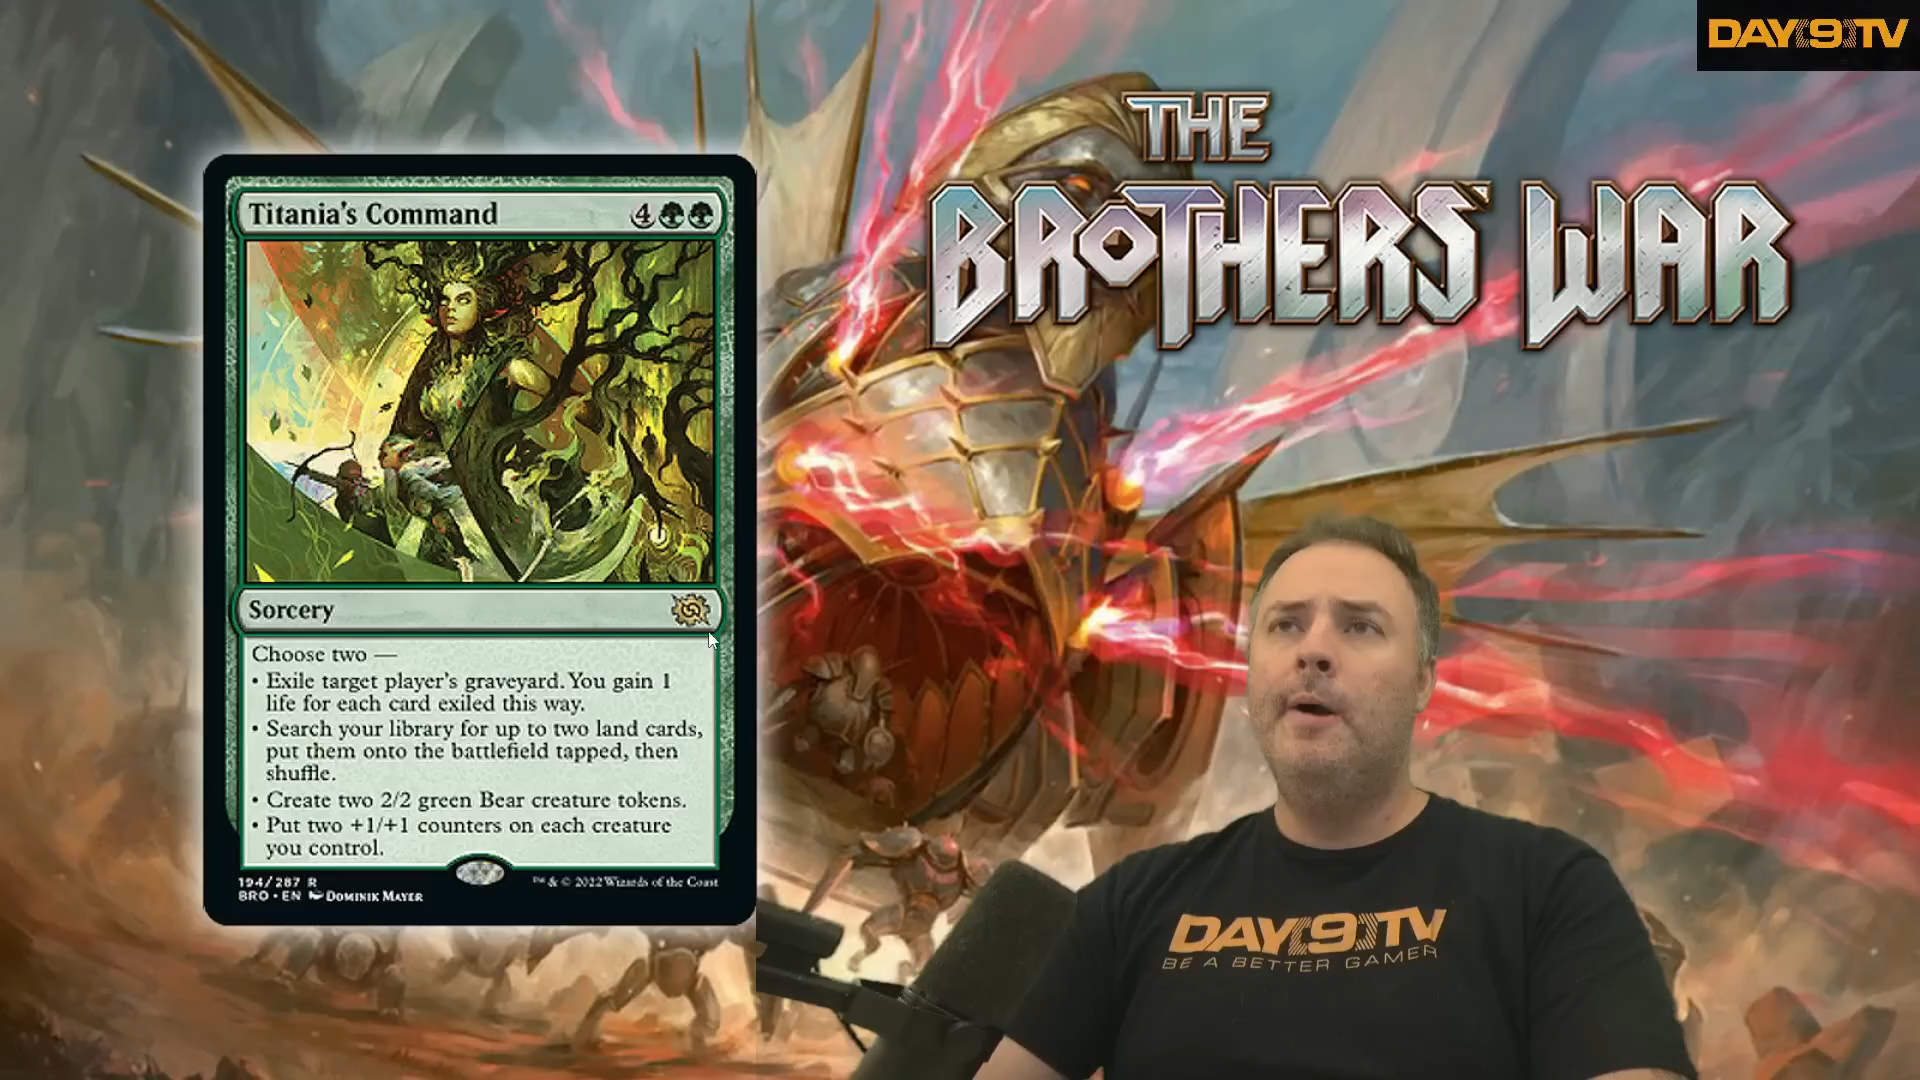 DAY[9]TV
THE
BROTHERS' WAR
Titania's Command 4
Sorcery
Choose two —
• Exile target player's graveyard. You gain 1
life for each card exiled this way.
• Search your library for up to two land cards,
put them onto the battlefield tapped, then
shuffle.
• Create two 2/2 green Bear creature tokens.
• Put two +1/+1 counters on each creature
you control.
194/287 R
BRO • EN DOMINIK MAYER
™ & © 2022 Wizards of the Coast
DAY[9]TV
BE A BETTER GAMER